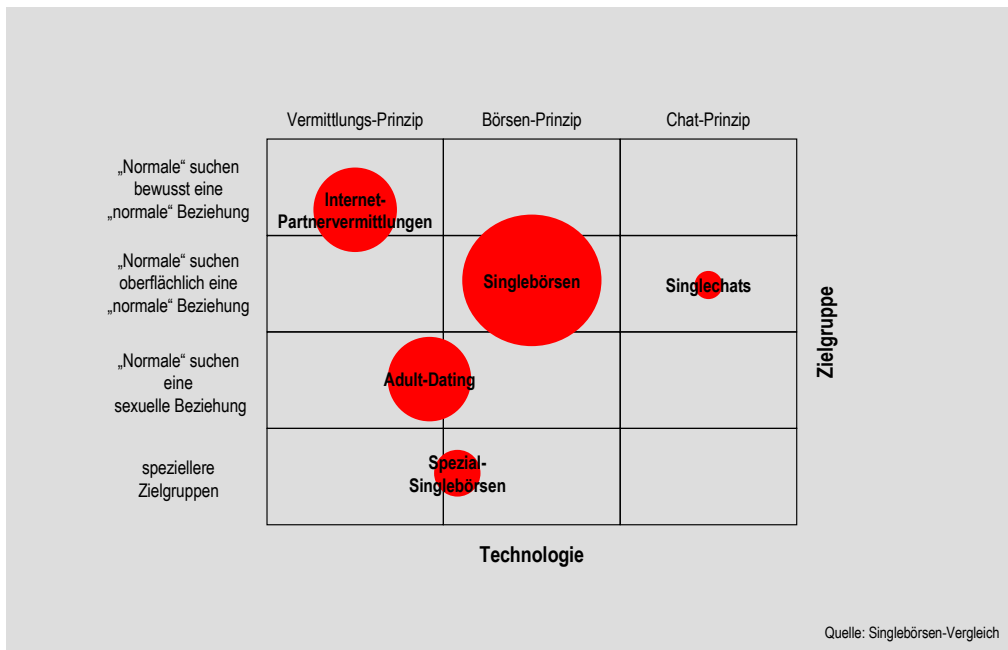 Vermittlungs-Prinzip
Börsen-Prinzip
Chat-Prinzip
„Normale“ suchen
bewusst eine
„normale“ Beziehung
Internet-
Partnervermittlungen
„Normale“ suchen
oberflächlich eine
„normale“ Beziehung
Singlebörsen
Singlechats
Zielgruppe
„Normale“ suchen
eine
sexuelle Beziehung
Adult-Dating
speziellere
Zielgruppen
Spezial-
Singlebörsen
Technologie
Quelle: Singlebörsen-Vergleich